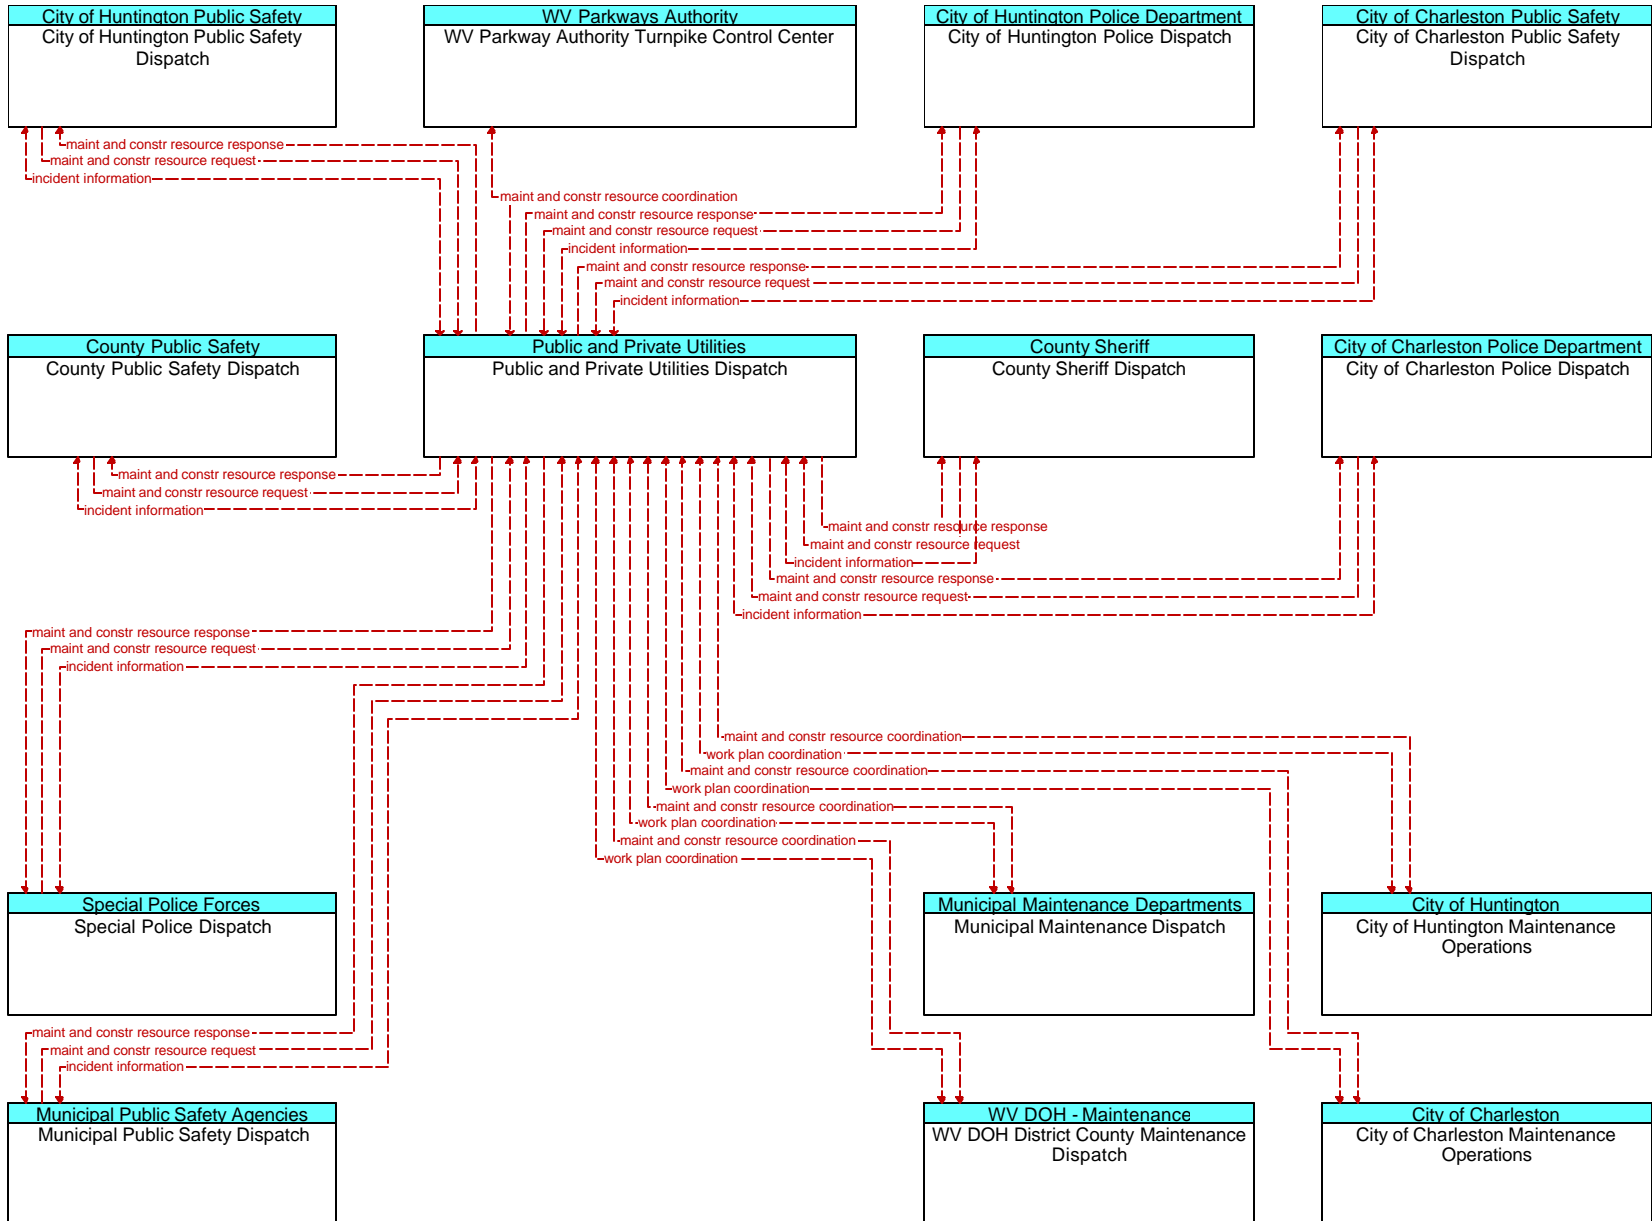 City of Huntington Public Safety
City of Huntington Public Safety
Dispatch
WV Parkways Authority
WV Parkway Authority Turnpike Control Center
City of Huntington Police Department
City of Huntington Police Dispatch
City of Charleston Public Safety
City of Charleston Public Safety
Dispatch
maint and constr resource response
maint and constr resource request
incident information
maint and constr resource coordination
maint and constr resource response
maint and constr resource request
incident information
maint and constr resource response
maint and constr resource request
incident information
County Public Safety
County Public Safety Dispatch
Public and Private Utilities
Public and Private Utilities Dispatch
County Sheriff
County Sheriff Dispatch
City of Charleston Police Department
City of Charleston Police Dispatch
maint and constr resource response
maint and constr resource request
incident information
maint and constr resource response
maint and constr resource request
incident information
maint and constr resource response
maint and constr resource request
incident information
maint and constr resource response
maint and constr resource request
incident information
maint and constr resource coordination
work plan coordination
maint and constr resource coordination
work plan coordination
maint and constr resource coordination
work plan coordination
maint and constr resource coordination
work plan coordination
Special Police Forces
Special Police Dispatch
Municipal Maintenance Departments
Municipal Maintenance Dispatch
City of Huntington
City of Huntington Maintenance
Operations
maint and constr resource response
maint and constr resource request
incident information
Municipal Public Safety Agencies
Municipal Public Safety Dispatch
WV DOH - Maintenance
WV DOH District County Maintenance
Dispatch
City of Charleston
City of Charleston Maintenance
Operations